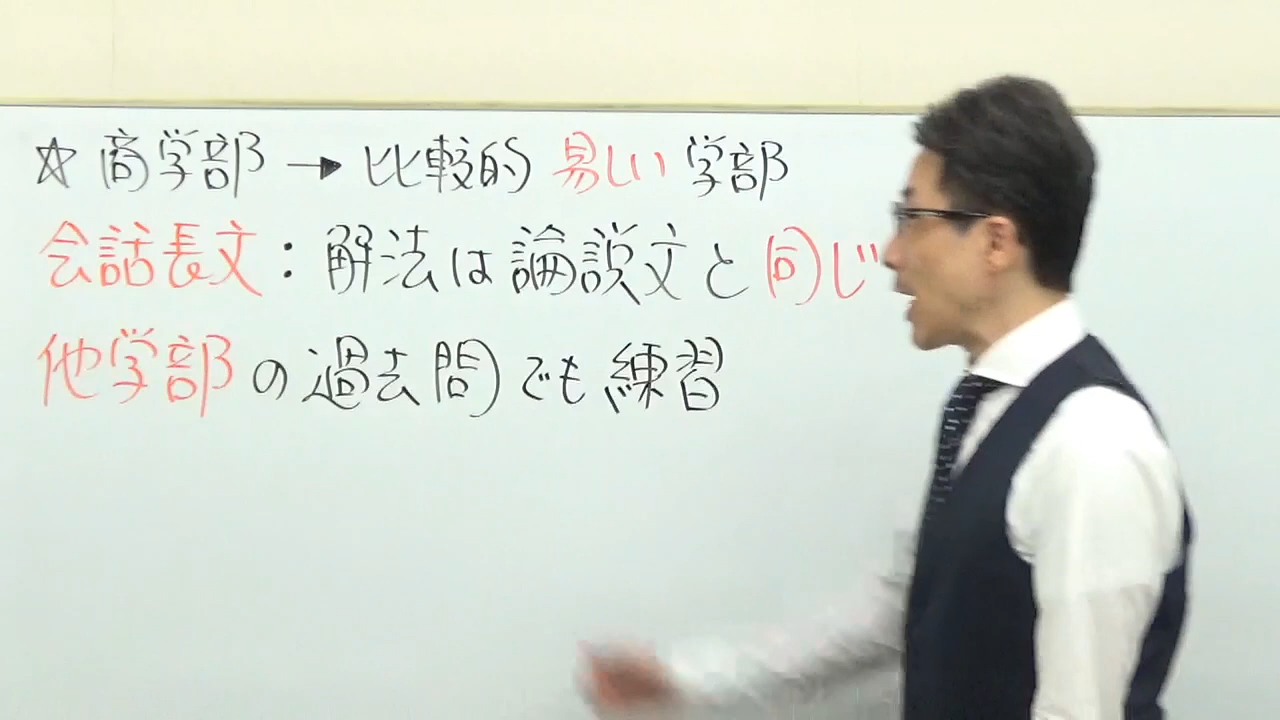 ☆商学部→比較的易しい学部
会話長文：解法は論説文と同じ
他学部の過去問でも練習